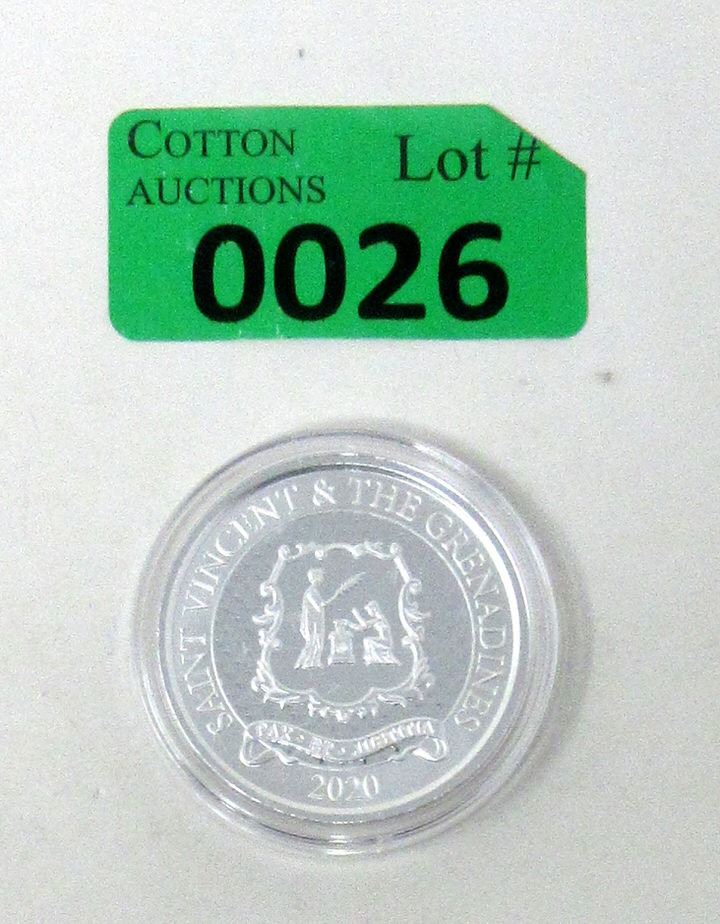 COTTON
AUCTIONS
Lot #
0026
SAINT VINCENT & THE GRENADINES
PAX · ET · JUSTITIA
2020